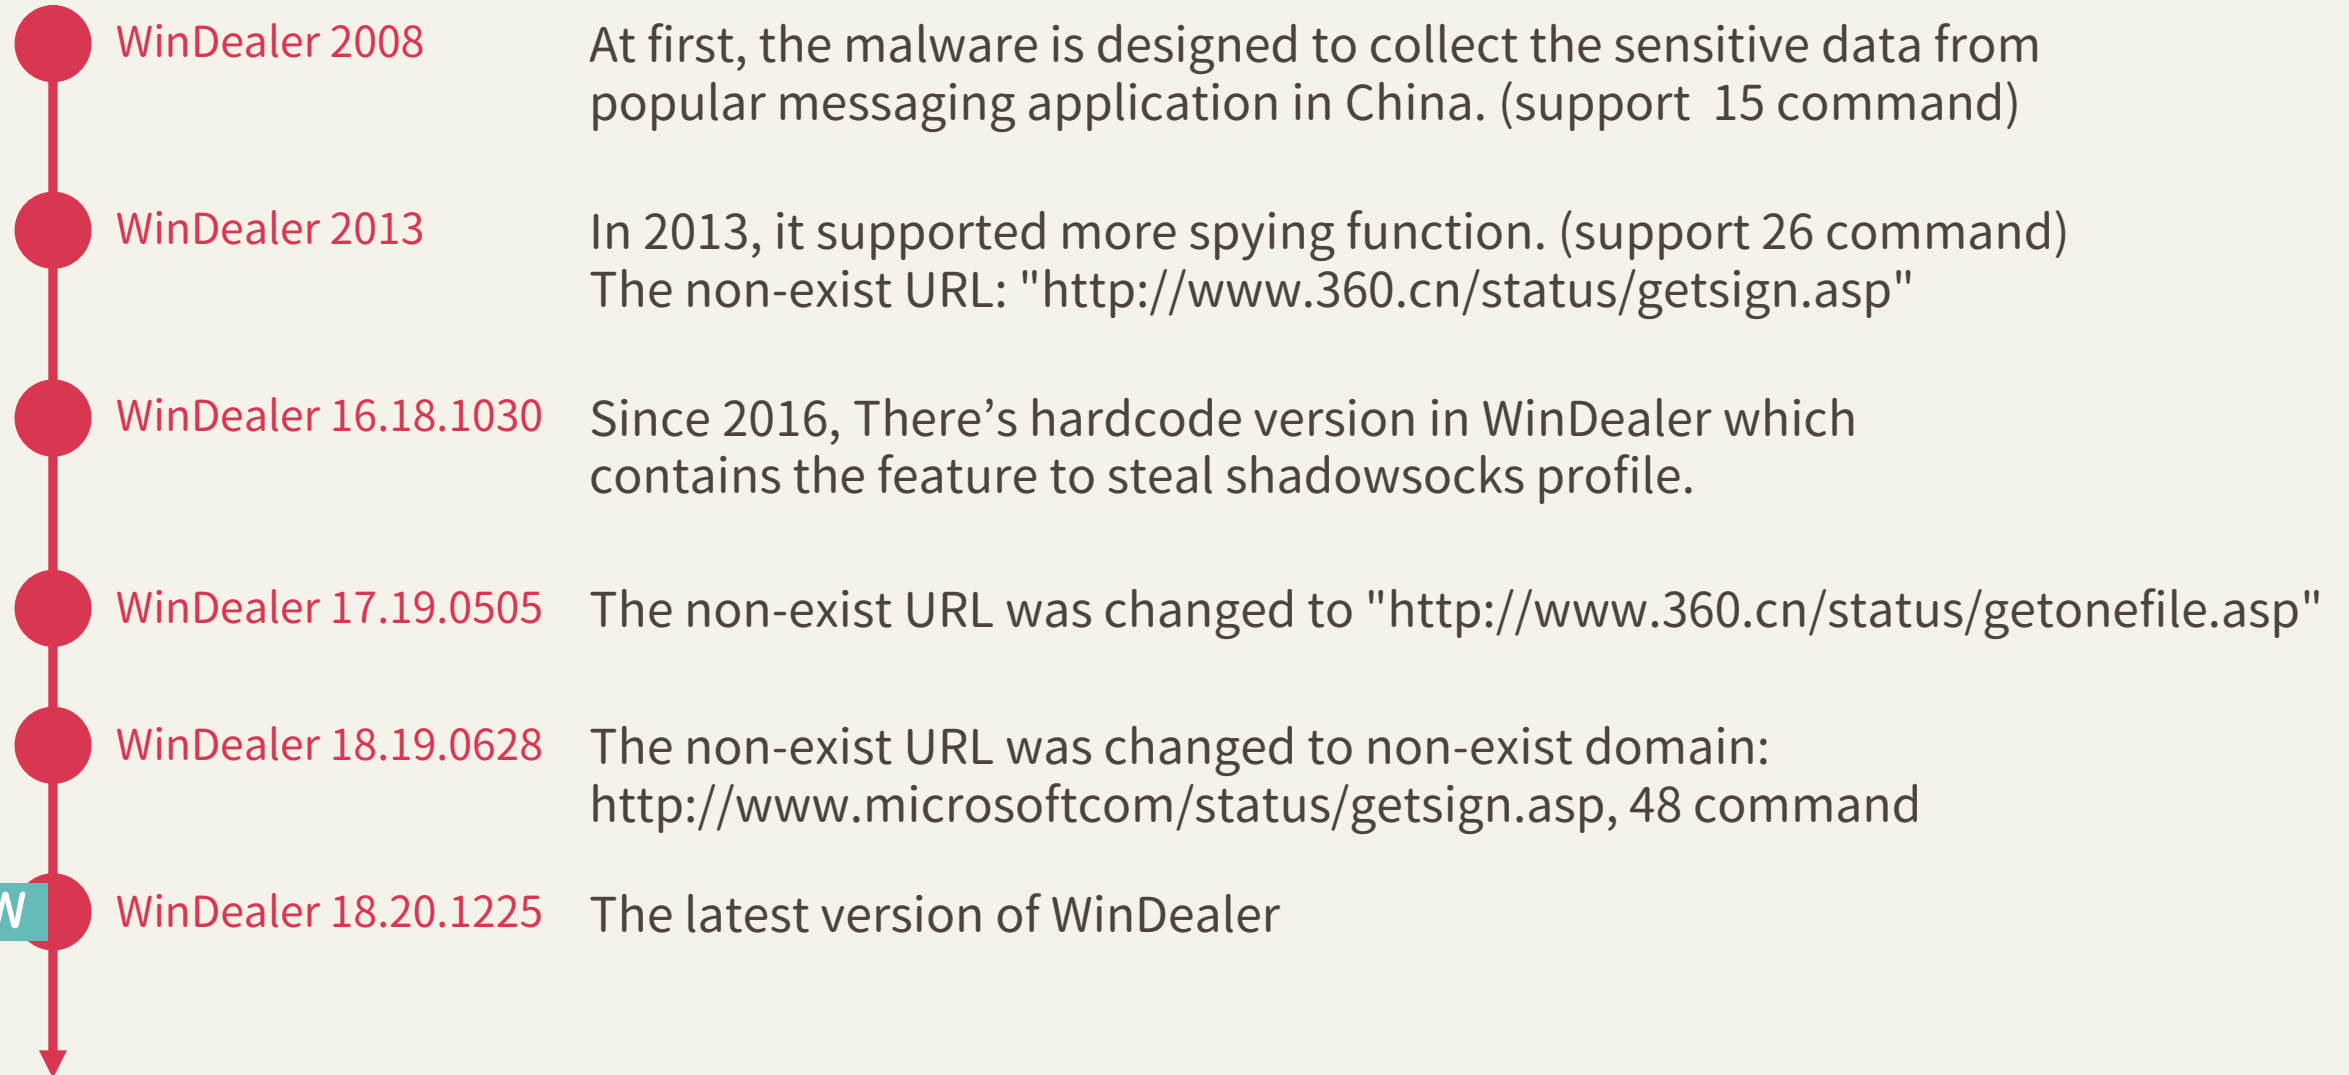 WinDealer 2008
At first, the malware is designed to collect the sensitive data from
popular messaging application in China. (support  15 command)
WinDealer 2013
In 2013, it supported more spying function. (support 26 command)
The non-exist URL: "http://www.360.cn/status/getsign.asp"
WinDealer 16.18.1030
Since 2016, There’s hardcode version in WinDealer which
contains the feature to steal shadowsocks profile.
WinDealer 17.19.0505
The non-exist URL was changed to "http://www.360.cn/status/getonefile.asp"
WinDealer 18.19.0628
The non-exist URL was changed to non-exist domain:
http://www.microsoftcom/status/getsign.asp, 48 command
WinDealer 18.20.1225
The latest version of WinDealer